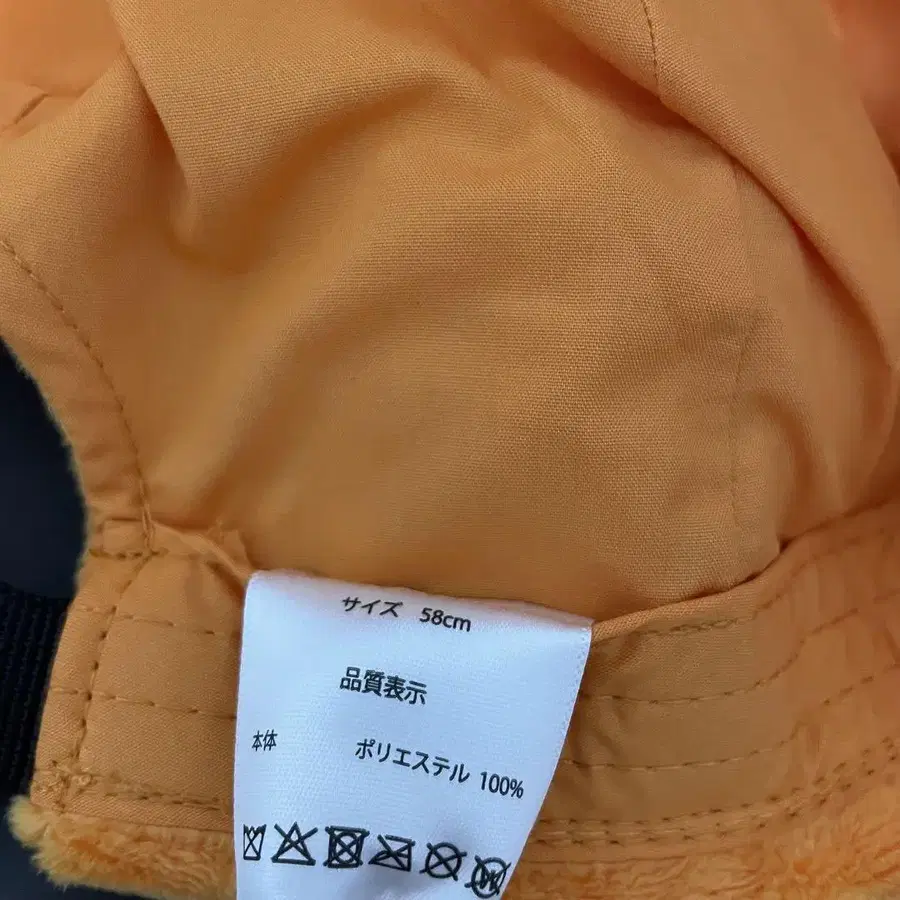 サイズ 58cm
品質表示
本体 ポリエステル 100%